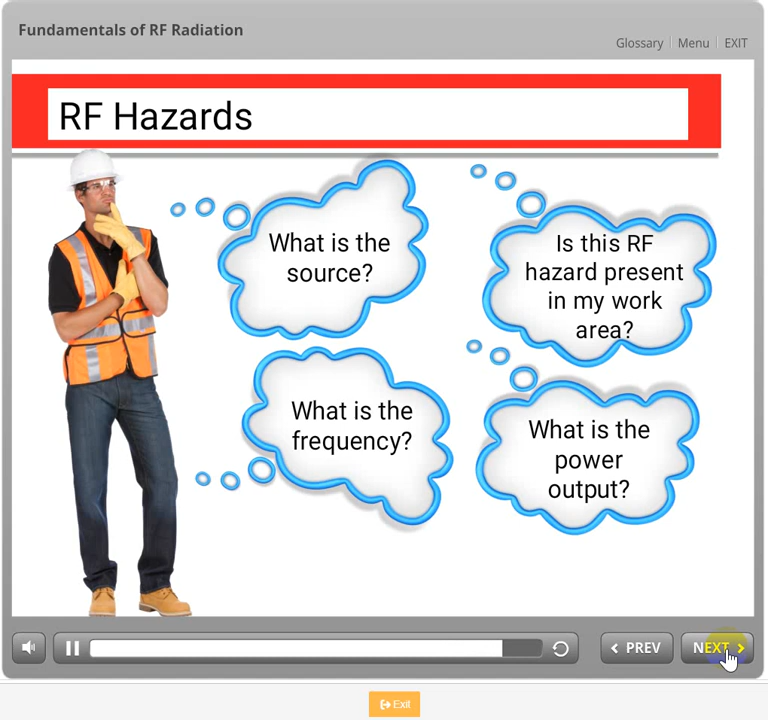 Fundamentals of RF Radiation
Glossary
Menu
EXIT
RF Hazards
What is the
source?
Is this RF
hazard present
in my work
area?
What is the
frequency?
What is the
power
output?
PREV
NEXT
Exit